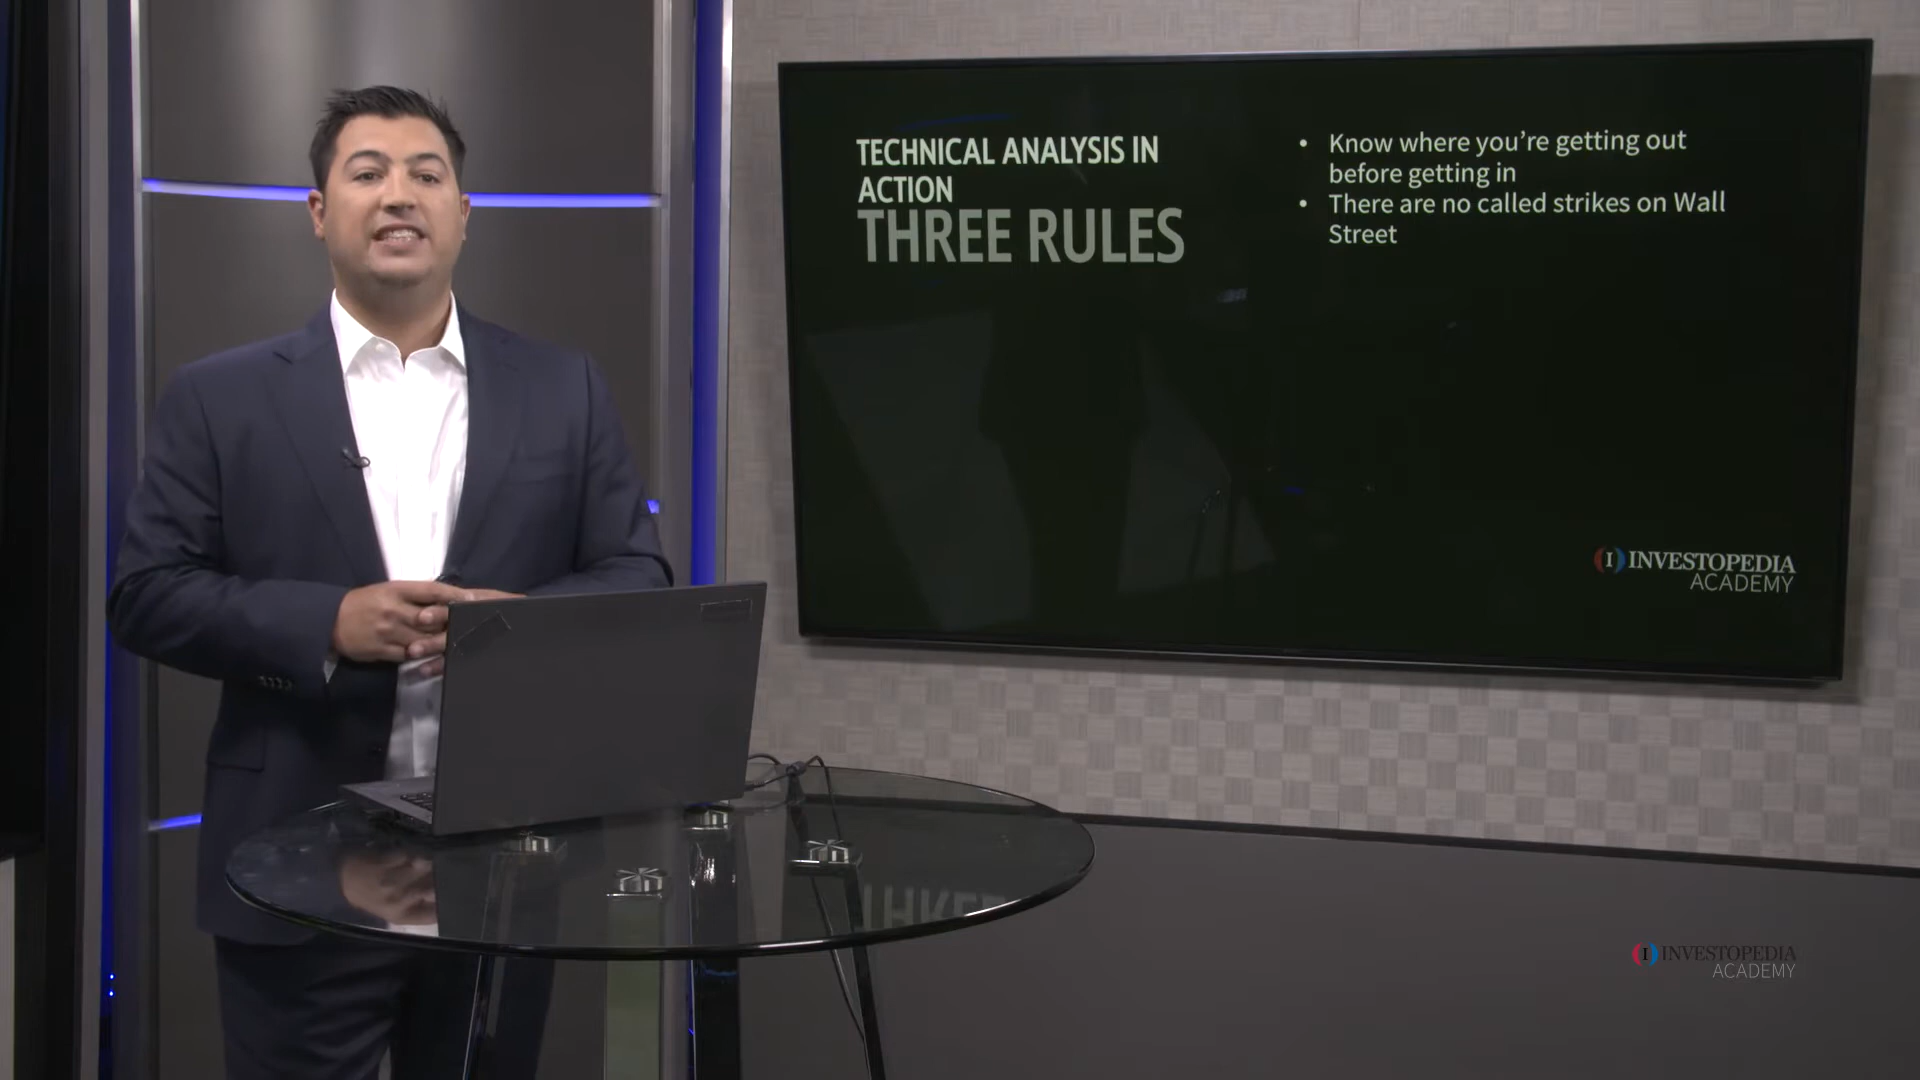 TECHNICAL ANALYSIS IN
ACTION
THREE RULES
• Know where you’re getting out
before getting in
• There are no called strikes on Wall
Street
(I) INVESTOPEDIA
ACADEMY
(I) INVESTOPEDIA
ACADEMY